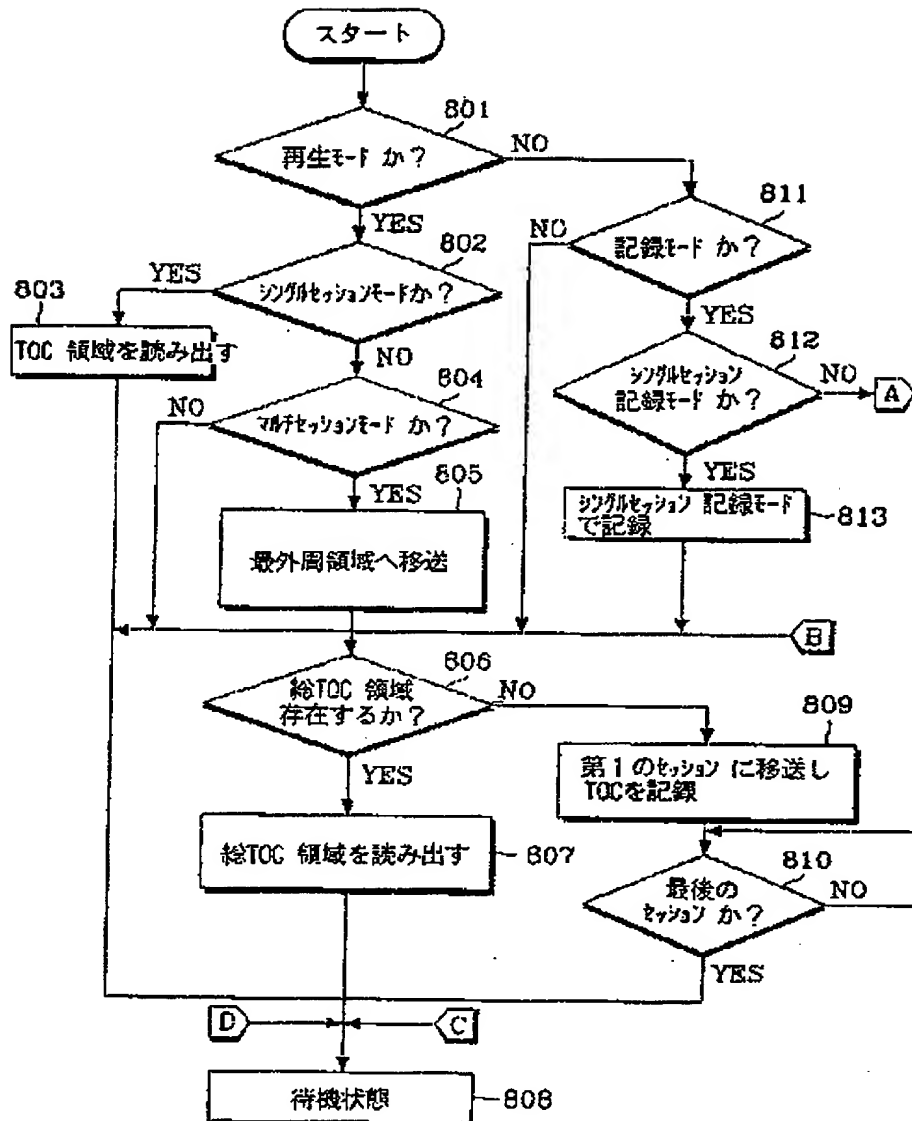 スタート
801
再生モード か?
NO
YES
811
記録モード か?
NO
YES
802
シングルセッションモードか?
YES
NO
803
TOC 領域を読み出す
812
シングルセッション
記録モードか?
NO
A
YES
804
マルチセッションモードか?
NO
YES
805
最外周領域へ移送
シングルセッション 記録モード
で記録
813
B
806
総TOC 領域
存在するか?
NO
YES
809
第1のセッション に移送し
TOCを記録
総TOC 領域を読み出す
807
810
最後の
セッション か?
NO
YES
D
C
待機状態
808